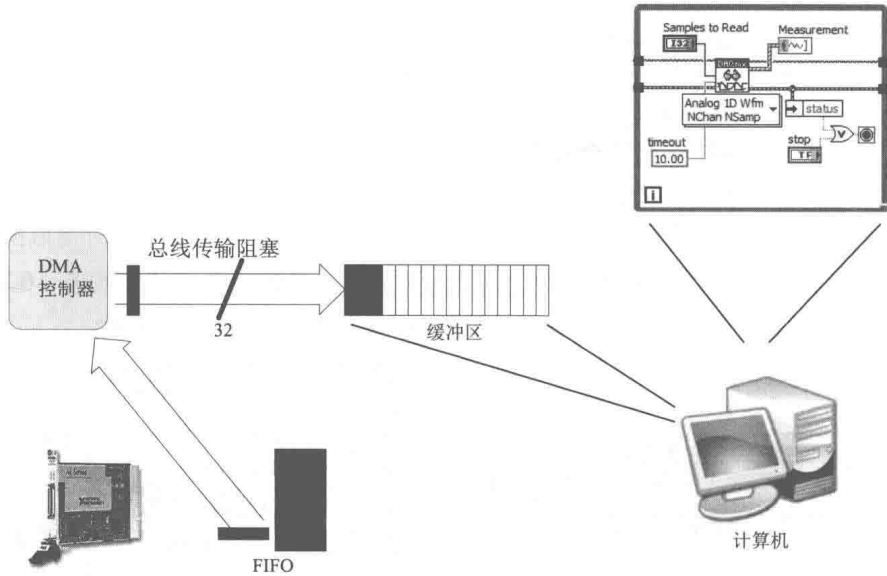 Samples to Read
I32
Measurement
Analog 1D Wfm
NChan NSamp
status
timeout
10.00
stop
TF
i
DMA
控制器
总线传输阻塞
32
缓冲区
FIFO
计算机